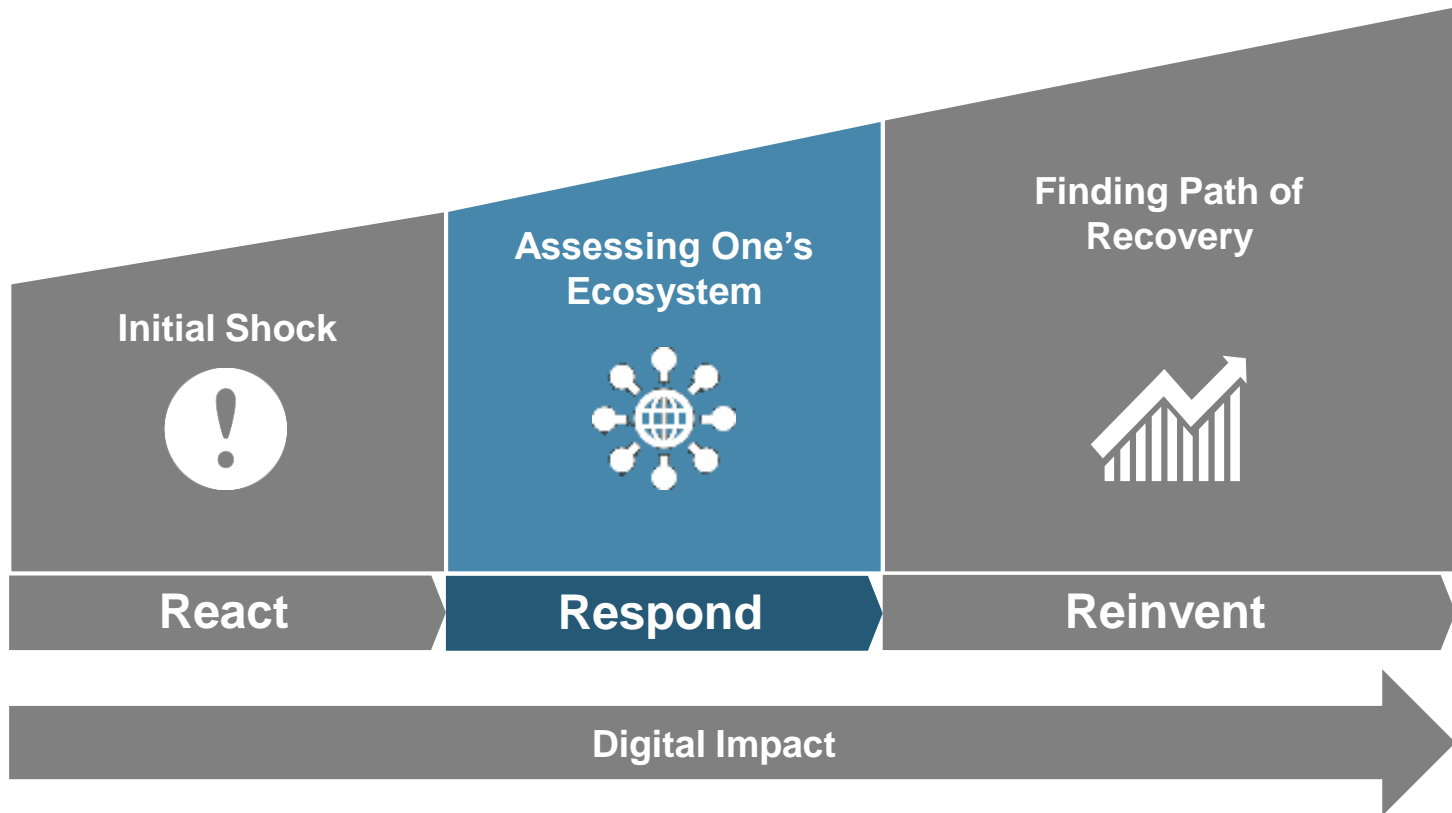 Initial Shock
Assessing One’s
Ecosystem
Finding Path of
Recovery
React
Respond
Reinvent
Digital Impact